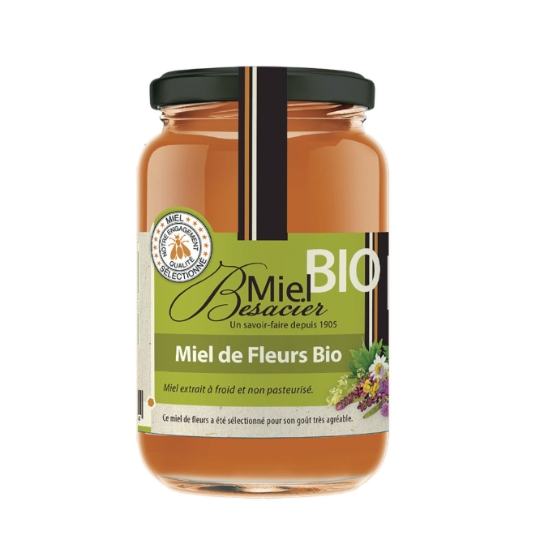 MIEL
NOTRE ENGAGEMENT
QUALITÉ
SÉLECTIONNÉ
BIO
Miel
Besacier
Un savoir-faire depuis 1905
Miel de Fleurs Bio
Miel extrait à froid et non pasteurisé.
Ce miel de fleurs a été sélectionné pour son goût très agréable.